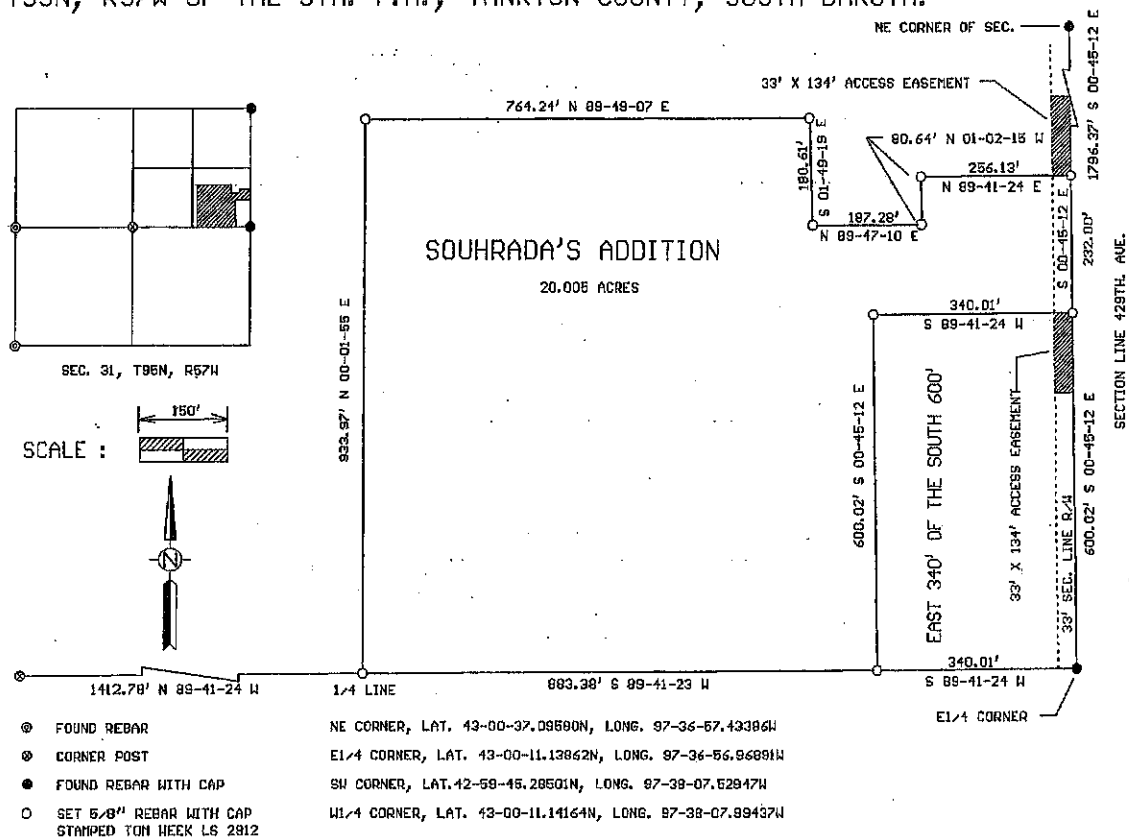 T95N, R57W OF THE 5TH. P.M., YANKTON COUNTY, SOUTH DAKOTA.
NE CORNER OF SEC.
33' X 134' ACCESS EASEMENT
764.24' N 89-49-07 E
180.61' S 01-49-19 E
80.64' N 01-02-15 W
256.13'
N 89-41-24 E
187.28'
N 89-47-10 E
1796.37' S 00-45-12 E
S 00-45-12 E
232.00'
SECTION LINE 429TH. AVE.
SOUHRADA'S ADDITION
20.005 ACRES
933.97' N 00-01-55 E
340.01'
S 89-41-24 W
600.02' S 00-45-12 E
EAST 340' OF THE SOUTH 600'
33' X 134' ACCESS EASEMENT
33' SEC. LINE R/W
600.02' S 00-45-12 E
SEC. 31, T95N, R57W
150'
SCALE :
N
1412.78' N 89-41-24 W
1/4 LINE
883.38' S 89-41-23 W
340.01'
S 89-41-24 W
E1/4 CORNER
FOUND REBAR
CORNER POST
FOUND REBAR WITH CAP
SET 5/8" REBAR WITH CAP
STAMPED TOM WEEK LS 2912
NE CORNER, LAT. 43-00-37.09580N, LONG. 97-36-57.43386W
E1/4 CORNER, LAT. 43-00-11.13862N, LONG. 97-36-56.96891W
SW CORNER, LAT.42-59-45.28501N, LONG. 97-38-07.52947W
W1/4 CORNER, LAT. 43-00-11.14164N, LONG. 97-38-07.99437W